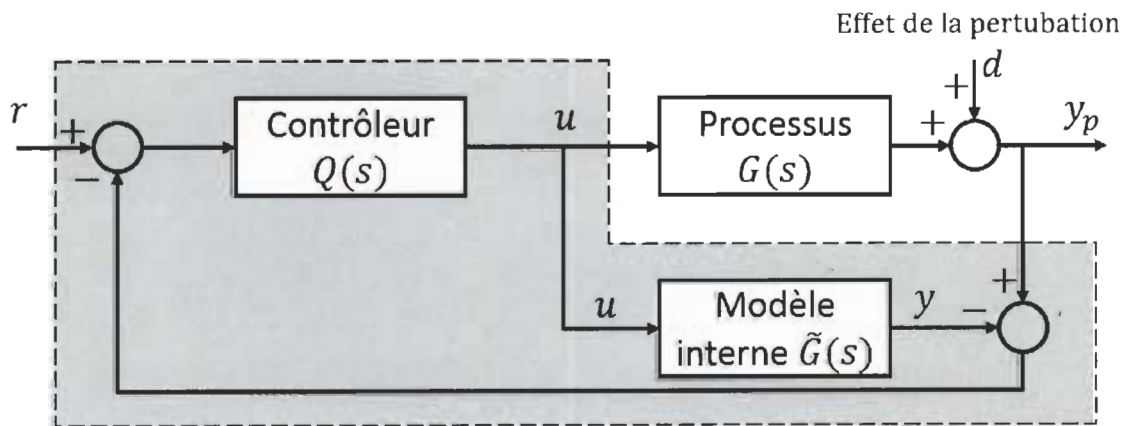 Effet de la pertubation
d
+
r
+
−
Contrôleur
Q(s)
u
Processus
G(s)
+
y_p
u
Modèle
interne G̃(s)
y
−
+